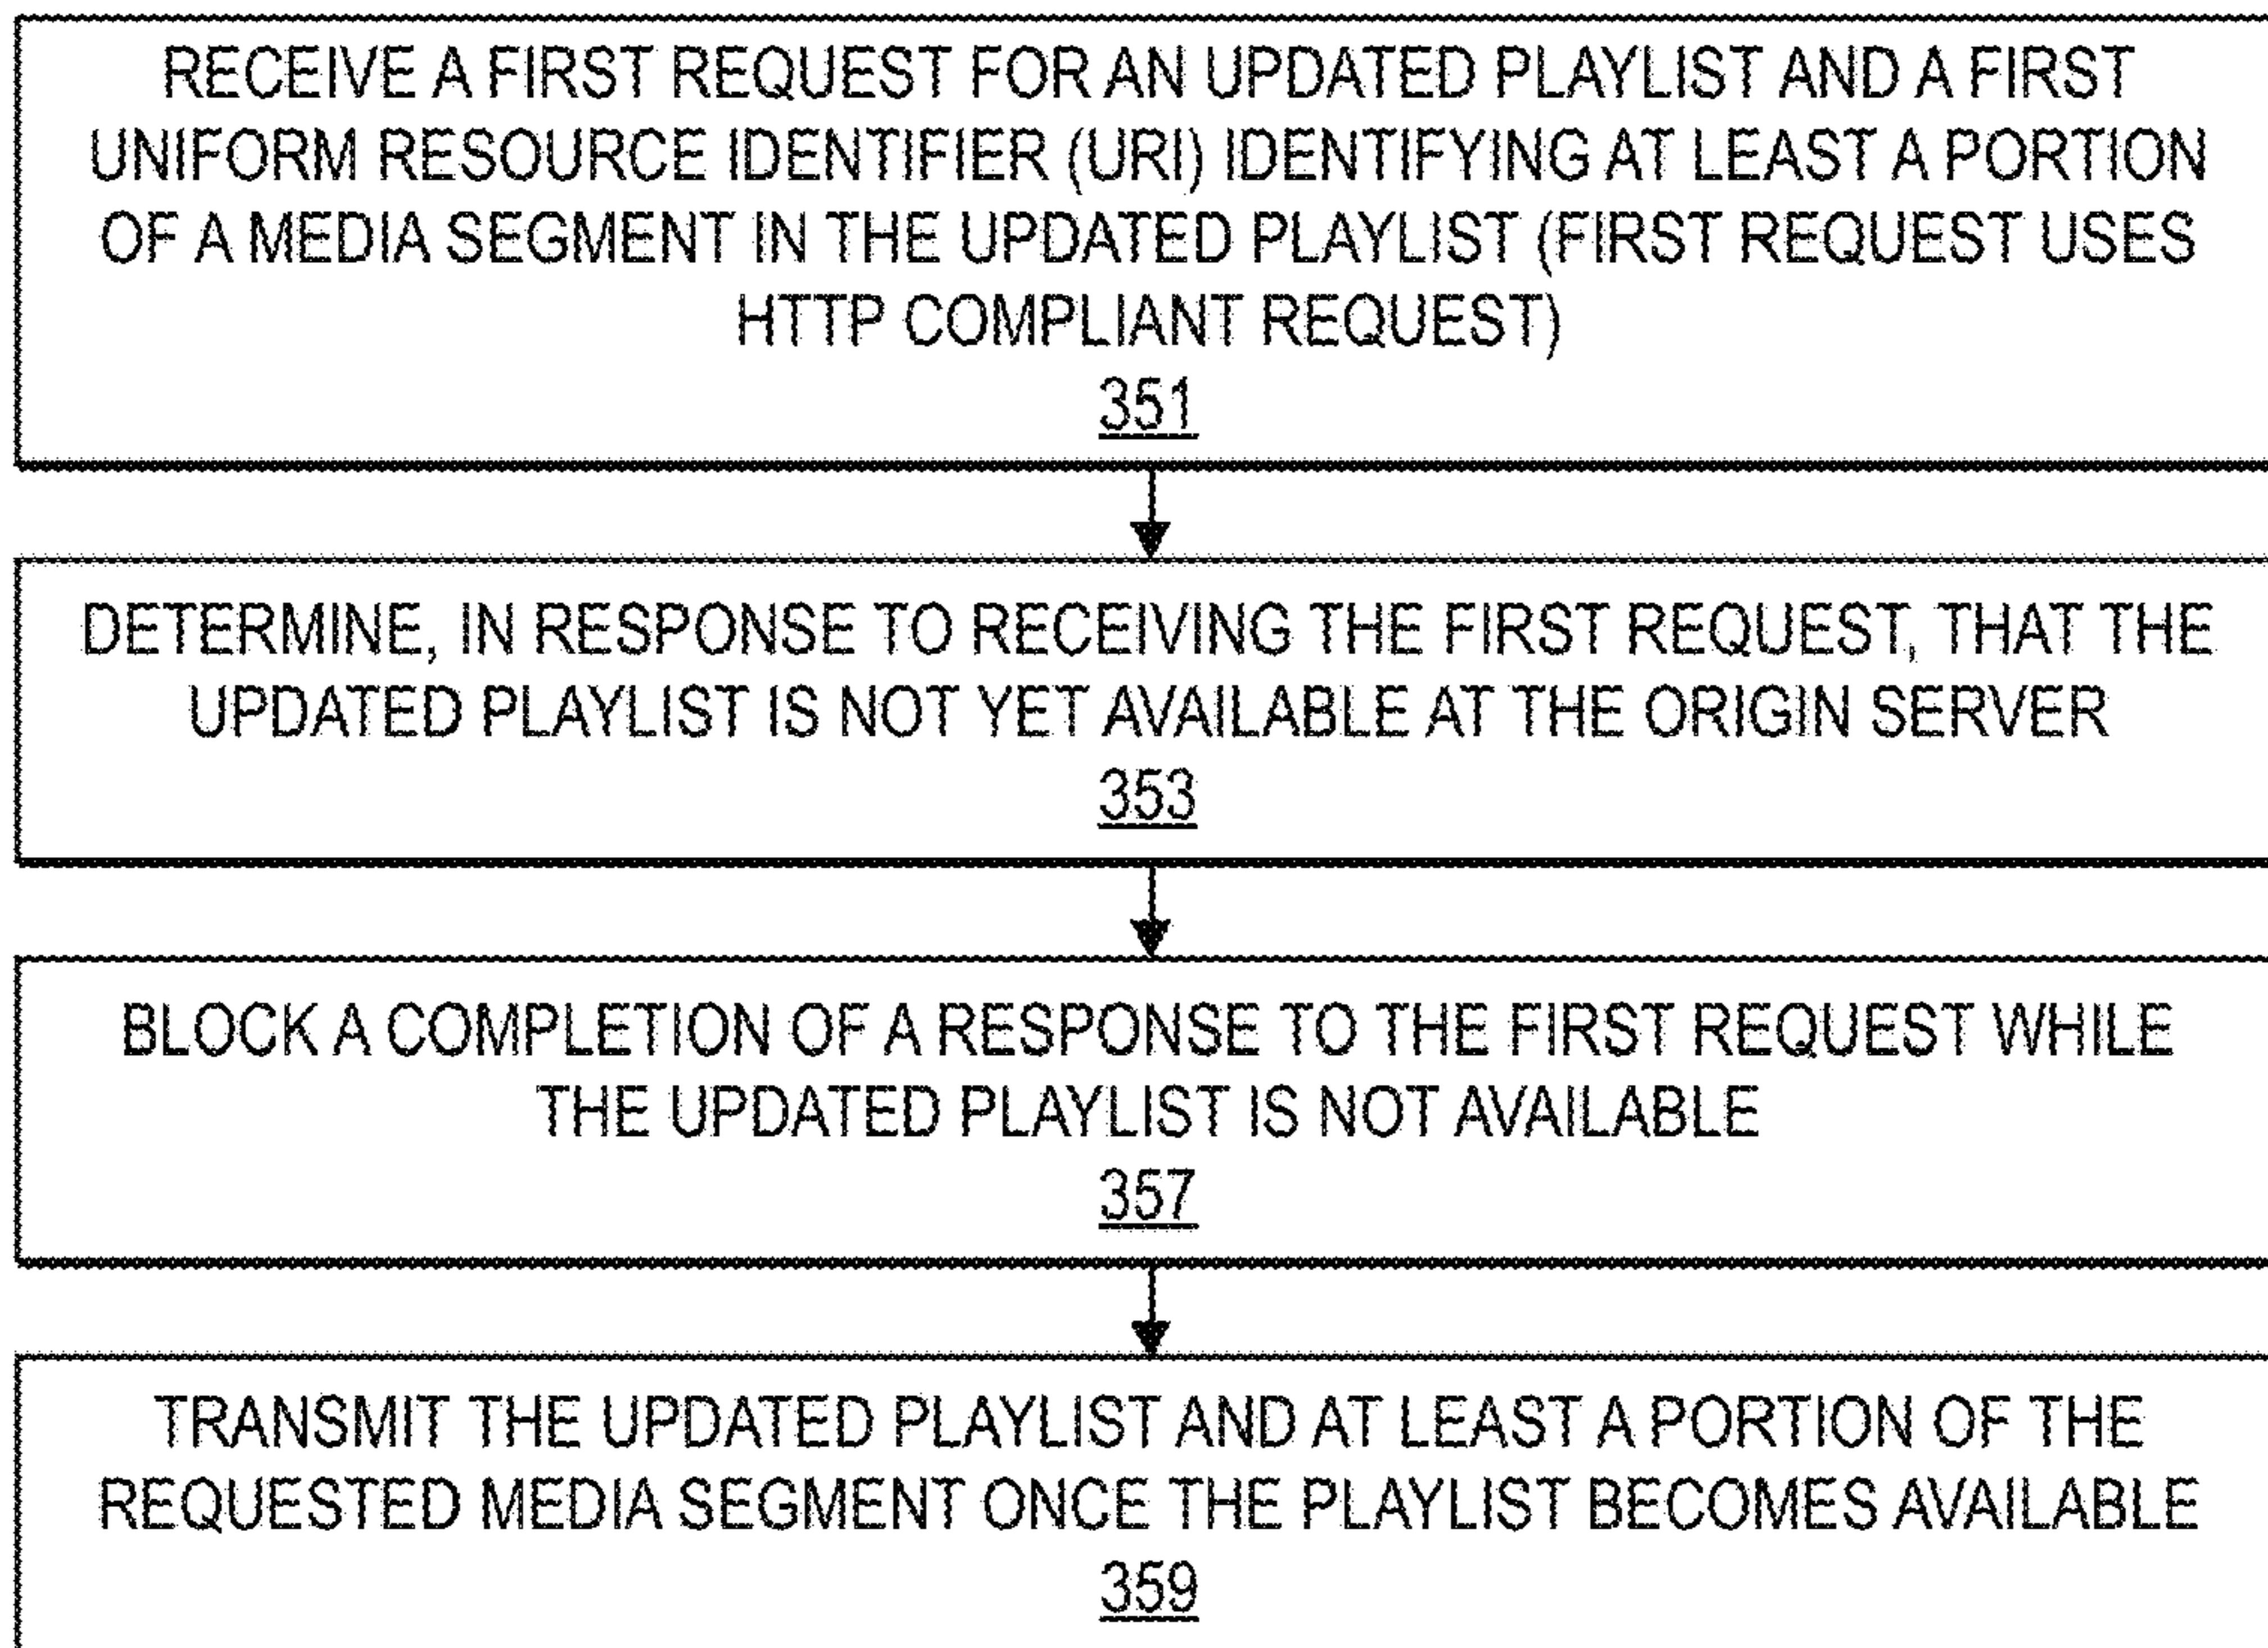 RECEIVE A FIRST REQUEST FOR AN UPDATED PLAYLIST AND A FIRST
UNIFORM RESOURCE IDENTIFIER (URI) IDENTIFYING AT LEAST A PORTION
OF A MEDIA SEGMENT IN THE UPDATED PLAYLIST (FIRST REQUEST USES
HTTP COMPLIANT REQUEST)
351
DETERMINE, IN RESPONSE TO RECEIVING THE FIRST REQUEST, THAT THE
UPDATED PLAYLIST IS NOT YET AVAILABLE AT THE ORIGIN SERVER
353
BLOCK A COMPLETION OF A RESPONSE TO THE FIRST REQUEST WHILE
THE UPDATED PLAYLIST IS NOT AVAILABLE
357
TRANSMIT THE UPDATED PLAYLIST AND AT LEAST A PORTION OF THE
REQUESTED MEDIA SEGMENT ONCE THE PLAYLIST BECOMES AVAILABLE
359